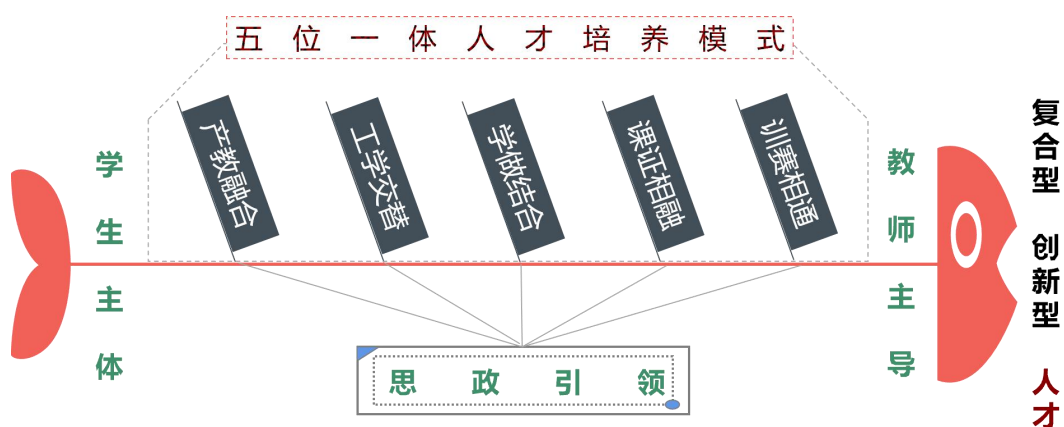 五位一体人才培养模式
产教融合
工学交替
学做结合
课证相融
训赛相通
学生主体
教师主导
思政引领
复合型 创新型 人才